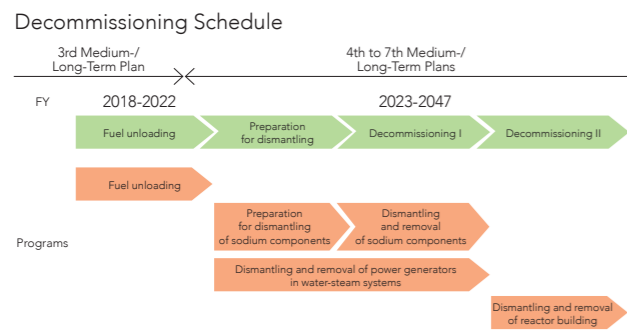 Decommissioning Schedule
3rd Medium-/
Long-Term Plan
4th to 7th Medium-/
Long-Term Plans
FY
2018-2022
2023-2047
Fuel unloading
Preparation
for dismantling
Decommissioning I
Decommissioning II
Programs
Fuel unloading
Preparation
for dismantling
of sodium components
Dismantling
and removal
of sodium components
Dismantling and removal of power generators
in water-steam systems
Dismantling and removal
of reactor building